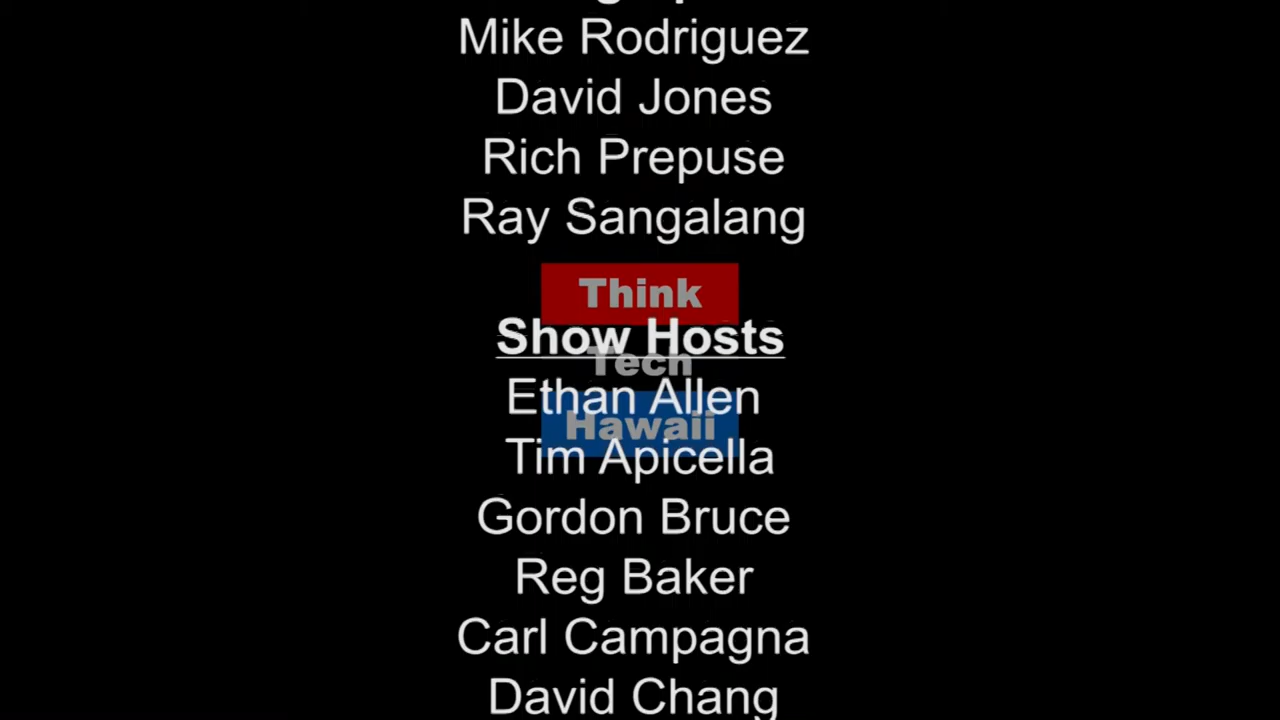 Mike Rodriguez
David Jones
Rich Prepuse
Ray Sangalang
Think
Show Hosts
Tech
Ethan Allen
Hawaii
Tim Apicella
Gordon Bruce
Reg Baker
Carl Campagna
David Chang